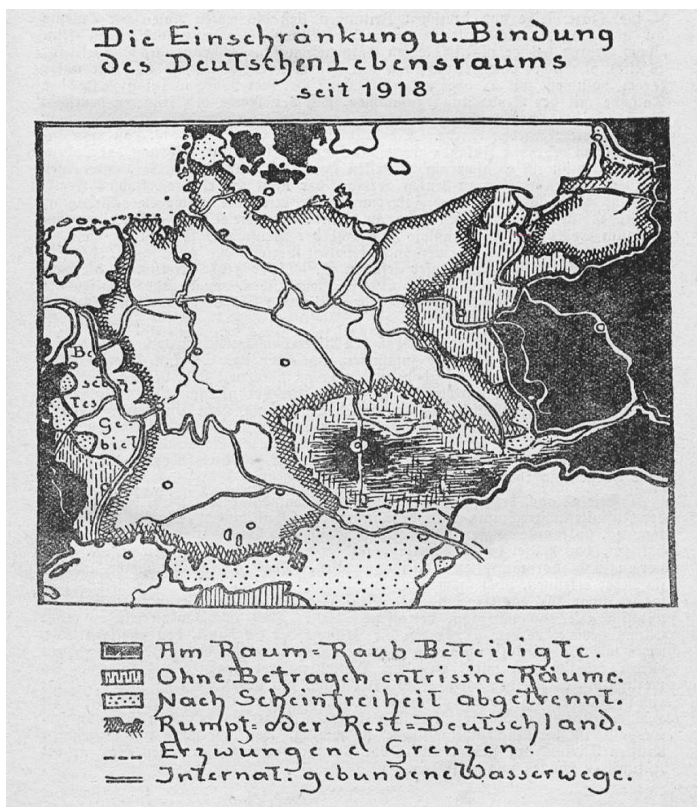 Die Einschränkung u. Bindung
des Deutschen Lebensraums
seit 1918
Be
setz-
tes
Ge
biet
Am Raum=Raub Beteiligte.
Ohne Befragen entriss'ne Räume.
Nach Scheinfreiheit abgetrennt.
Rumpf= oder Rest=Deutschland.
Erzwungene Grenzen.
Internat. gebundene Wasserwege.